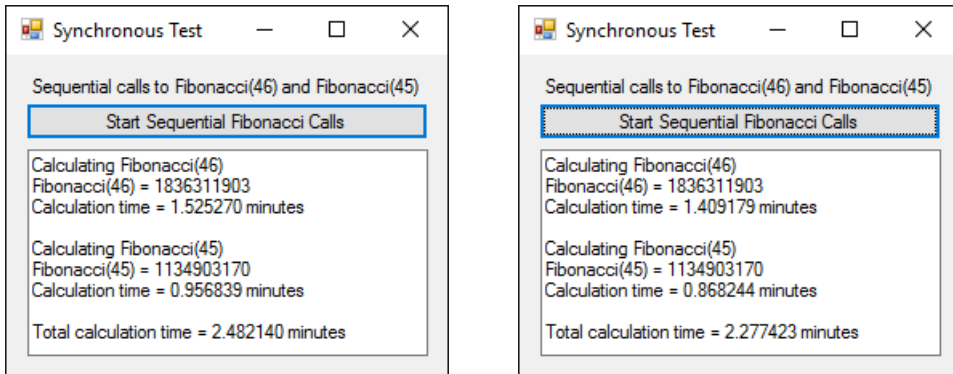 Synchronous Test
Sequential calls to Fibonacci(46) and Fibonacci(45)
Start Sequential Fibonacci Calls
Calculating Fibonacci(46)
Fibonacci(46) = 1836311903
Calculation time = 1.525270 minutes
Calculating Fibonacci(45)
Fibonacci(45) = 1134903170
Calculation time = 0.956839 minutes
Total calculation time = 2.482140 minutes
Synchronous Test
Sequential calls to Fibonacci(46) and Fibonacci(45)
Start Sequential Fibonacci Calls
Calculating Fibonacci(46)
Fibonacci(46) = 1836311903
Calculation time = 1.409179 minutes
Calculating Fibonacci(45)
Fibonacci(45) = 1134903170
Calculation time = 0.868244 minutes
Total calculation time = 2.277423 minutes